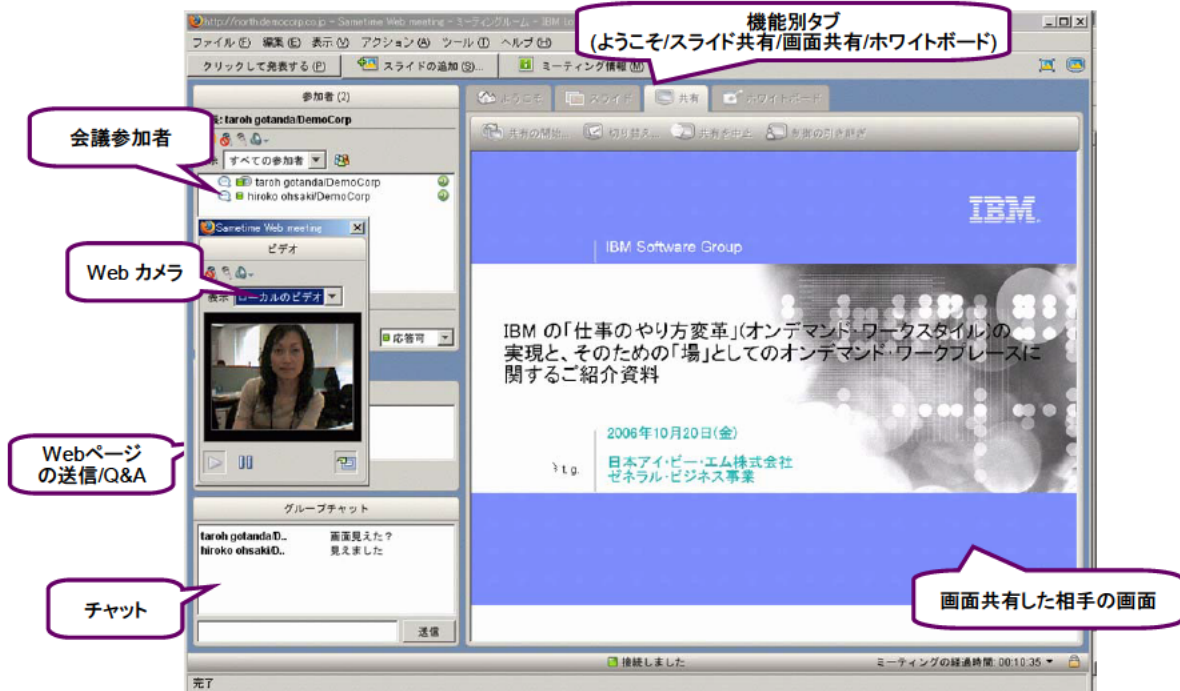 http://north.democorp.co.jp - Sametime Web meeting - ミーティングルーム - IBM Lo
機能別タブ
(ようこそ/スライド共有/画面共有/ホワイトボード)
ファイル(F) 編集(E) 表示(V) アクション(A) ツール(T) ヘルプ(H)
クリックして発表する(P) スライドの追加(S)... ミーティング情報(M)
参加者(2)
ようこそ スライド 共有 ホワイトボード
: taroh gotanda/DemoCorp
共有の開始... 切り替え... 共有を中止 制御の引き継ぎ
会議参加者
すべての参加者
taroh gotanda/DemoCorp
hiroko ohsaki/DemoCorp
IBM
Sametime Web meeting
ビデオ
IBM Software Group
Web カメラ
表示 ローカルのビデオ
応答可
IBM の「仕事のやり方変革」(オンデマンド・ワークスタイル)の
実現と、そのための「場」としてのオンデマンド・ワークプレースに
関するご紹介資料
2006年10月20日(金)
t.g.
日本アイ・ビー・エム株式会社
ゼネラル・ビジネス事業
Webページ
の送信/Q&A
グループチャット
taroh gotanda/D.. 画面見えた？
hiroko ohsaki/D.. 見えました
チャット
画面共有した相手の画面
送信
接続しました
ミーティングの経過時間: 00:10:35
完了